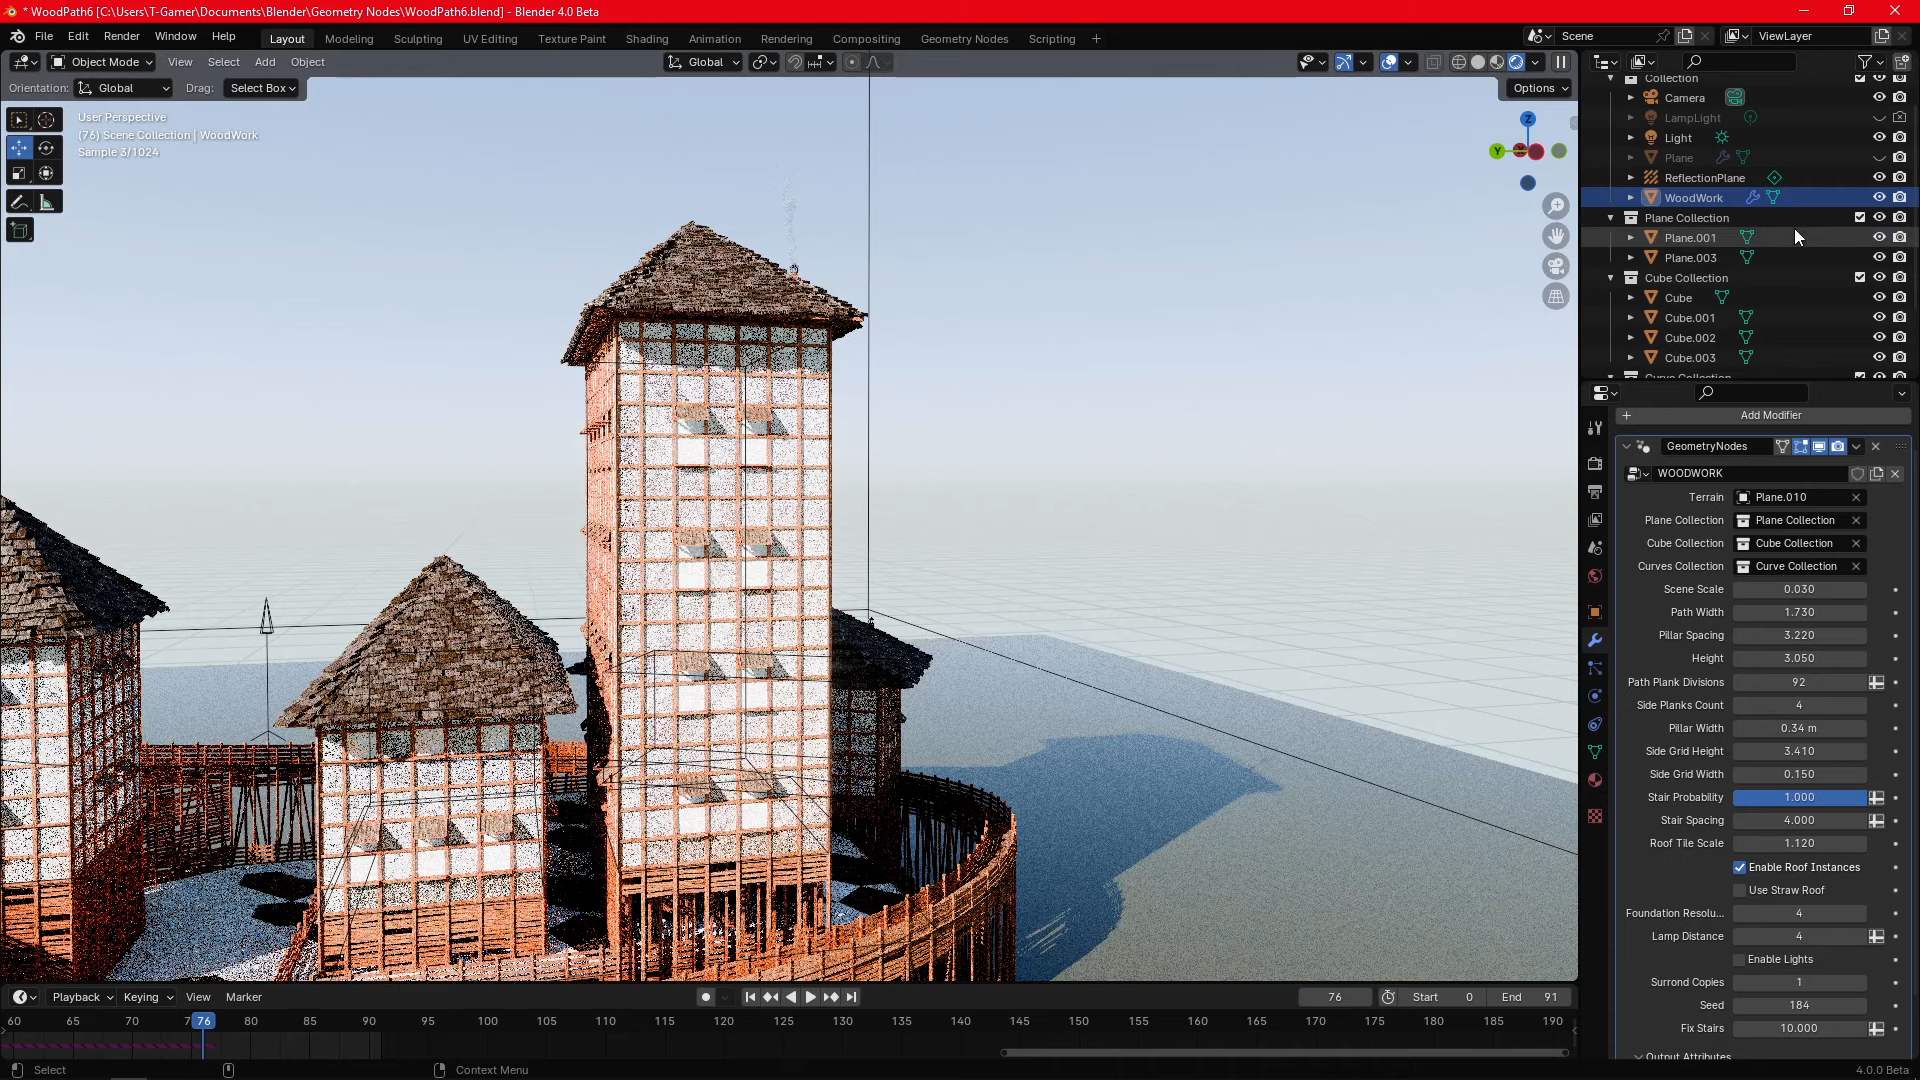 * WoodPath6 [C:\Users\T-Gamer\Documents\Blender\Geometry Nodes\WoodPath6.blend] - Blender 4.0 Beta
File Edit Render Window Help Layout Modeling Sculpting UV Editing Texture Paint Shading Animation Rendering Compositing Geometry Nodes Scripting + Scene ViewLayer
Object Mode View Select Add Object Global
Orientation: Global Drag: Select Box Options
User Perspective
(76) Scene Collection | WoodWork
Sample 3/1024
Z
Y
Collection
Camera
LampLight
Light
Plane
ReflectionPlane
WoodWork
Plane Collection
Plane.001
Plane.003
Cube Collection
Cube
Cube.001
Cube.002
Cube.003
Curve Collection
+ Add Modifier
GeometryNodes
WOODWORK
Terrain Plane.010
Plane Collection Plane Collection
Cube Collection Cube Collection
Curves Collection Curve Collection
Scene Scale 0.030
Path Width 1.730
Pillar Spacing 3.220
Height 3.050
Path Plank Divisions 92
Side Planks Count 4
Pillar Width 0.34 m
Side Grid Height 3.410
Side Grid Width 0.150
Stair Probability 1.000
Stair Spacing 4.000
Roof Tile Scale 1.120
Enable Roof Instances
Use Straw Roof
Foundation Resolu... 4
Lamp Distance 4
Enable Lights
Surrond Copies 1
Seed 184
Fix Stairs 10.000
Output Attributes
Playback Keying View Marker 76 Start 0 End 91
60 65 70 7 76 80 85 90 95 100 105 110 115 120 125 130 135 140 145 150 155 160 165 170 175 180 185 190
Select Context Menu 4.0.0 Beta